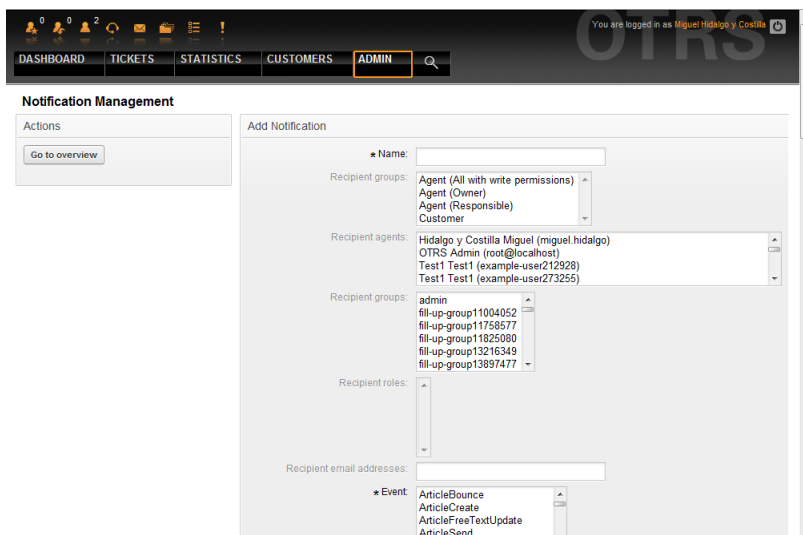 0 0 2
You are logged in as Miguel Hidalgo y Costilla
OTRS
DASHBOARD TICKETS STATISTICS CUSTOMERS ADMIN
Notification Management
Actions
Go to overview
Add Notification
★ Name:
Recipient groups:
Agent (All with write permissions)
Agent (Owner)
Agent (Responsible)
Customer
Recipient agents:
Hidalgo y Costilla Miguel (miguel.hidalgo)
OTRS Admin (root@localhost)
Test1 Test1 (example-user212928)
Test1 Test1 (example-user273255)
Recipient groups:
admin
fill-up-group11004052
fill-up-group11758577
fill-up-group11825080
fill-up-group13216349
fill-up-group13897477
Recipient roles:
Recipient email addresses:
★ Event:
ArticleBounce
ArticleCreate
ArticleFreeTextUpdate
ArticleSend